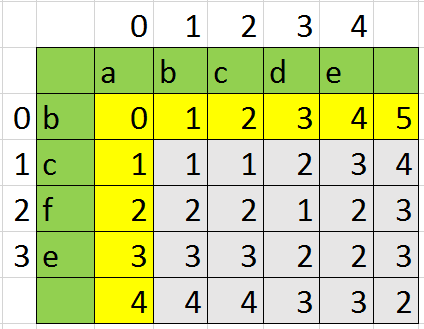 0 1 2 3 4
a b c d e
0 b 0 1 2 3 4 5
1 c 1 1 1 2 3 4
2 f 2 2 2 1 2 3
3 e 3 3 3 2 2 3
4 4 4 3 3 2